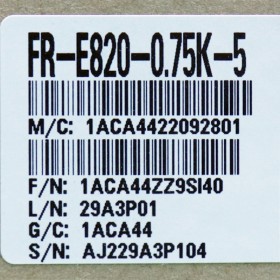 FR-E820-0.75K-5
M/C: 1ACA4422092801
F/N: 1ACA44ZZ9SI40
L/N: 29A3P01
G/C: 1ACA44
S/N: AJ229A3P104